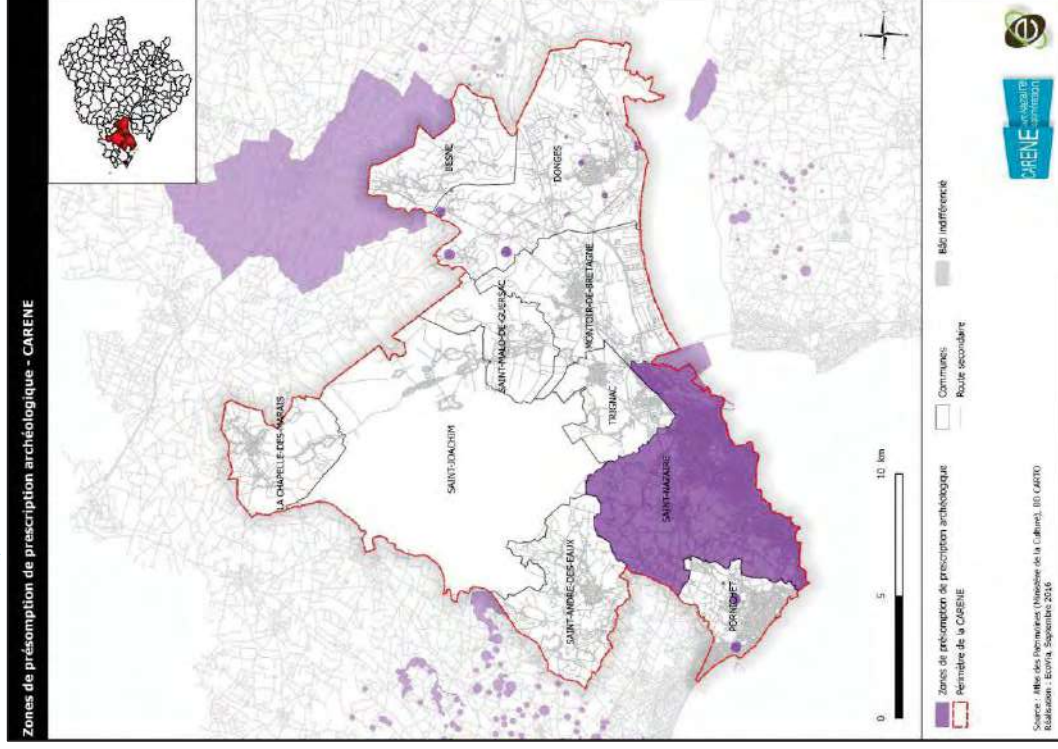 Zones de présomption de prescription archéologique - CARENE
LA CHAPELLE-DES-MARAIS
SAINT-JOACHIM
BESNE
DONGES
SAINT-MALO-DE-GUERSAC
MONTOIR-DE-BRETAGNE
TRIGNAC
SAINT-ANDRE-DES-EAUX
SAINT-NAZAIRE
PORNICHET
0 5 10 km
Zones de présomption de prescription archéologique
Périmètre de la CARENE
Communes
Route secondaire
Bâti indifférencié
Source : Atlas des Patrimoines (Ministère de la Culture), BD CARTO
Réalisation : Ecovia, Septembre 2016
CARENE
e